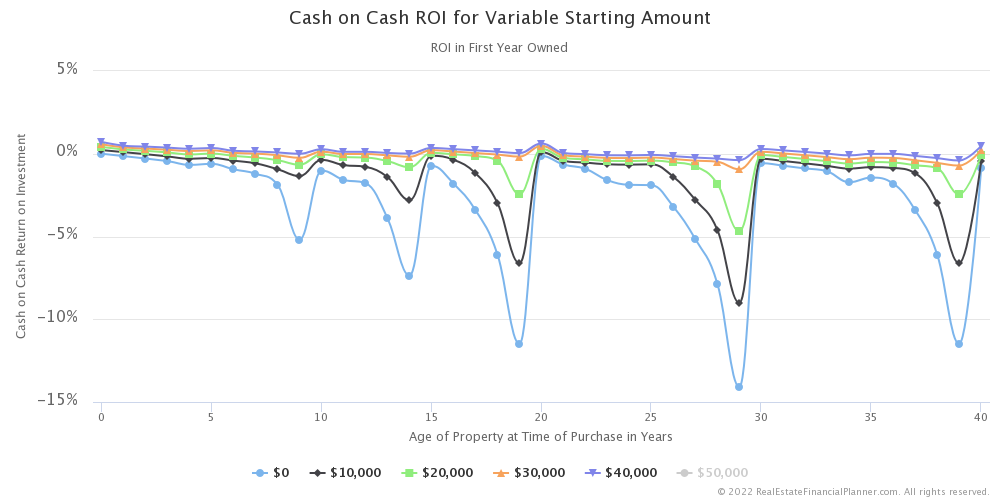 Cash on Cash ROI for Variable Starting Amount
ROI in First Year Owned
Cash on Cash Return on Investment
5%
0%
−5%
−10%
−15%
0 5 10 15 20 25 30 35 40
Age of Property at Time of Purchase in Years
$0 $10,000 $20,000 $30,000 $40,000 $50,000
© 2022 RealEstateFinancialPlanner.com. All rights reserved.